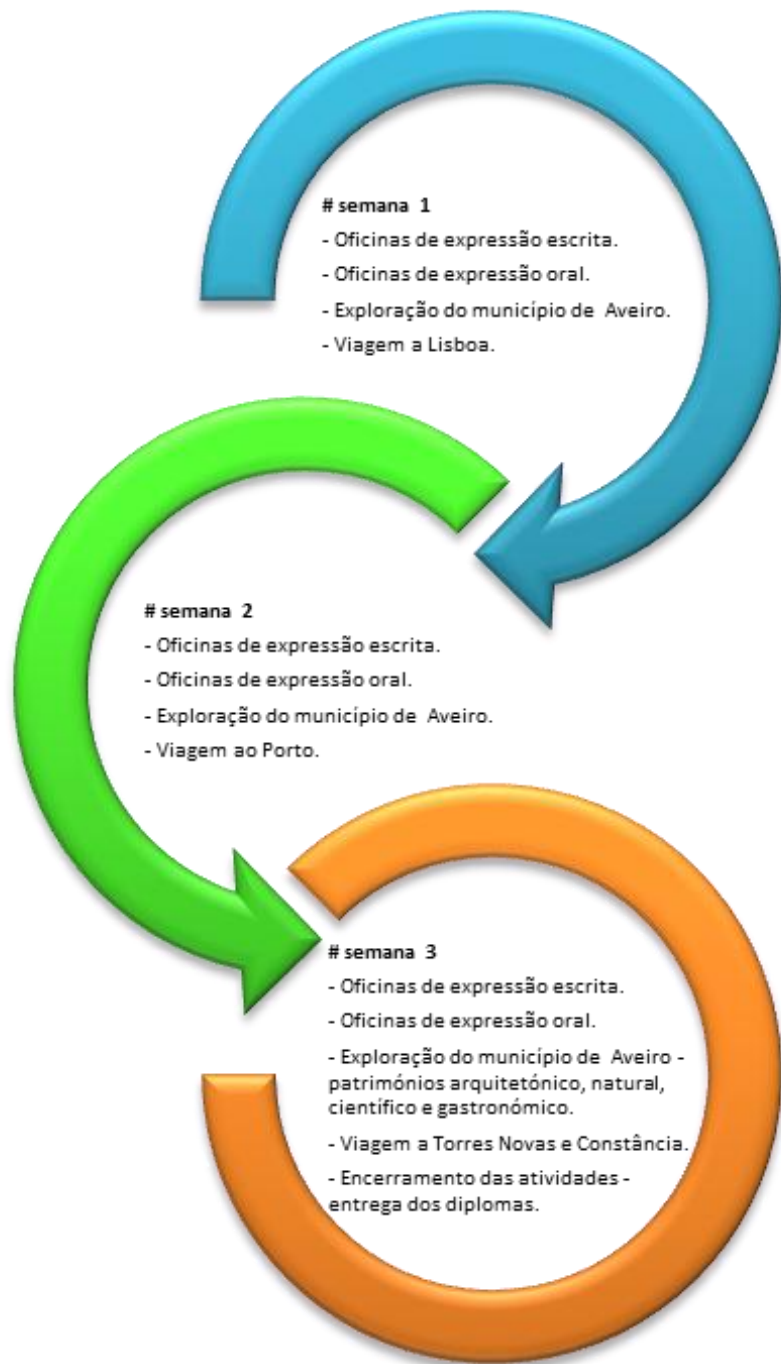 # semana 1
- Oficinas de expressão escrita.
- Oficinas de expressão oral.
- Exploração do município de Aveiro.
- Viagem a Lisboa.
# semana 2
- Oficinas de expressão escrita.
- Oficinas de expressão oral.
- Exploração do município de Aveiro.
- Viagem ao Porto.
# semana 3
- Oficinas de expressão escrita.
- Oficinas de expressão oral.
- Exploração do município de Aveiro -
patrimónios arquitetónico, natural,
científico e gastronómico.
- Viagem a Torres Novas e Constância.
- Encerramento das atividades -
entrega dos diplomas.